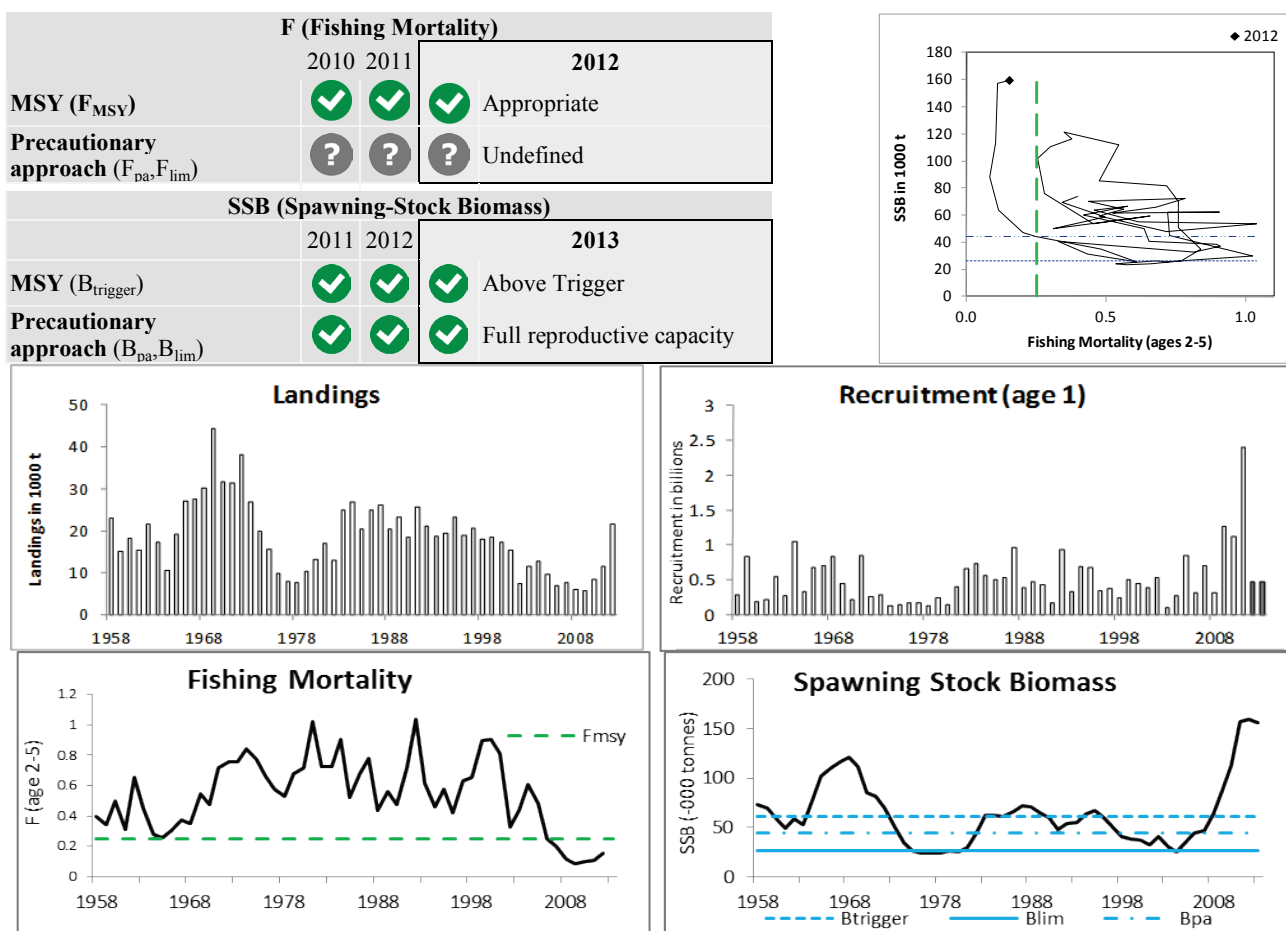 F (Fishing Mortality)
2010 2011 2012
MSY (FMSY) Appropriate
Precautionary
approach (Fpa,Flim) ? ? ? Undefined
SSB (Spawning-Stock Biomass)
2011 2012 2013
MSY (Btrigger) Above Trigger
Precautionary
approach (Bpa,Blim) Full reproductive capacity
2012
SSB in 1000 t
180
160
140
120
100
80
60
40
20
0
0.0 0.5 1.0
Fishing Mortality (ages 2-5)
Landings
Landings in 1000 t
50
40
30
20
10
0
1958 1968 1978 1988 1998 2008
Recruitment (age 1)
Recruitment in billions
3
2.5
2
1.5
1
0.5
0
1958 1968 1978 1988 1998 2008
Fishing Mortality
F (age 2-5)
1.2
1
0.8
0.6
0.4
0.2
0
Fmsy
1958 1968 1978 1988 1998 2008
Spawning Stock Biomass
SSB (-000 tonnes)
200
150
100
50
0
1958 1968 1978 1988 1998 2008
Btrigger Blim Bpa